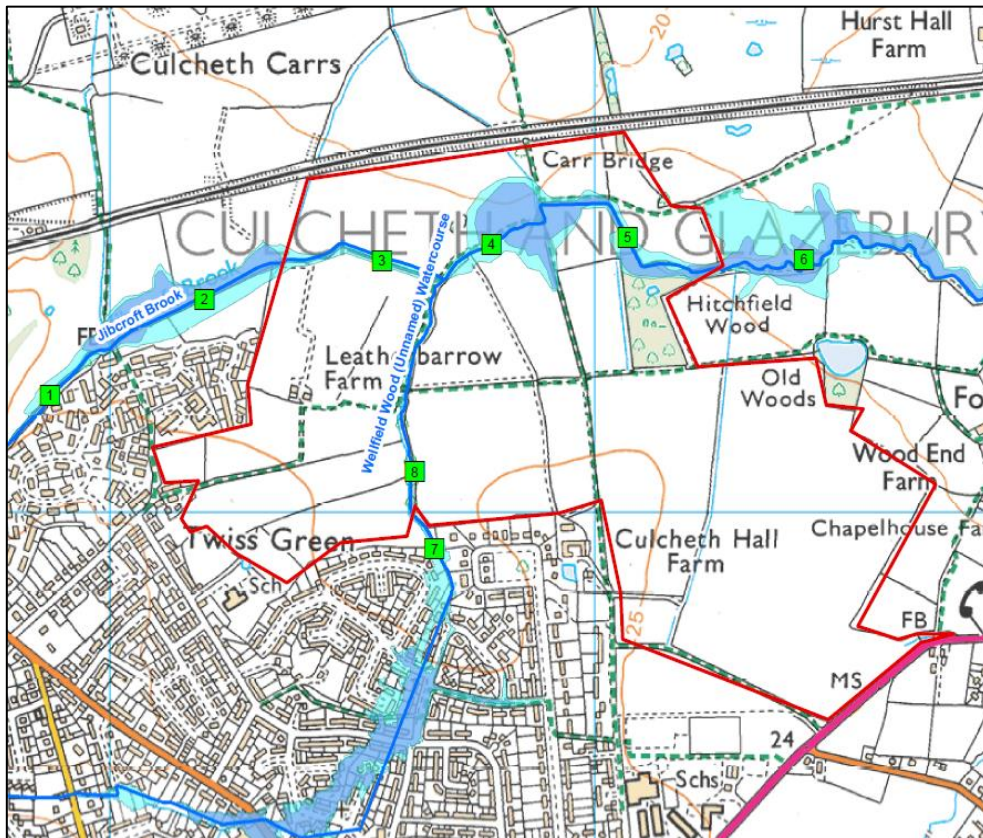 Hurst Hall
Farm
20
Culcheth Carrs
Carr Bridge
CULCHETH AND GLAZEBURY
Jibcroft Brook
Brook
1
2
3
4
5
6
Wellfield Wood (Unnamed) Watercourse
Hitchfield
Wood
Leath barrow
Farm
Old
Woods
Fo
Wood End
Farm
8
7
Twiss Green
Sch
Culcheth Hall
Farm
Chapelhouse Fa
25
FB
MS
24
Schs